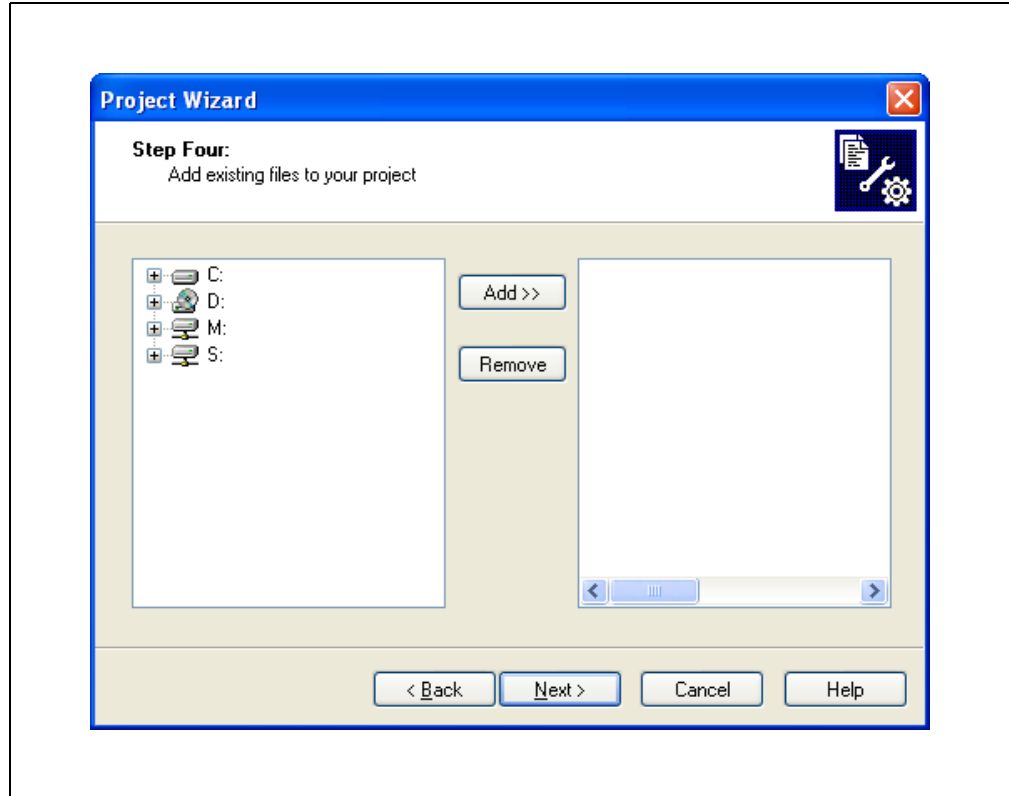 Project Wizard
Step Four:
Add existing files to your project
C:
D:
M:
S:
Add >>
Remove
< Back
Next >
Cancel
Help